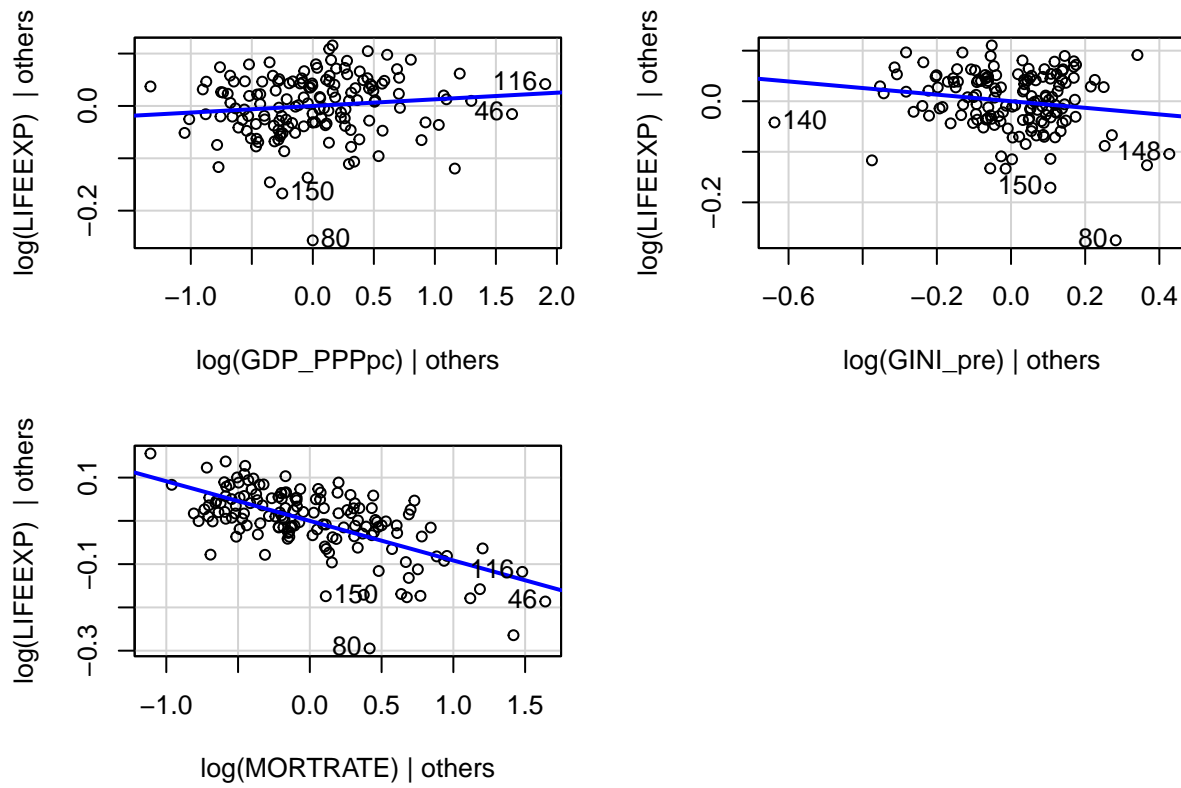 log(LIFEEXP) | others
0.0
−0.2
116
46
150
80
−1.0 0.0 0.5 1.0 1.5 2.0
log(GDP_PPPpc) | others
log(LIFEEXP) | others
0.0
−0.2
140
148
150
80
−0.6 −0.2 0.0 0.2 0.4
log(GINI_pre) | others
log(LIFEEXP) | others
0.1
−0.1
−0.3
116
150
46
80
−1.0 0.0 0.5 1.0 1.5
log(MORTRATE) | others